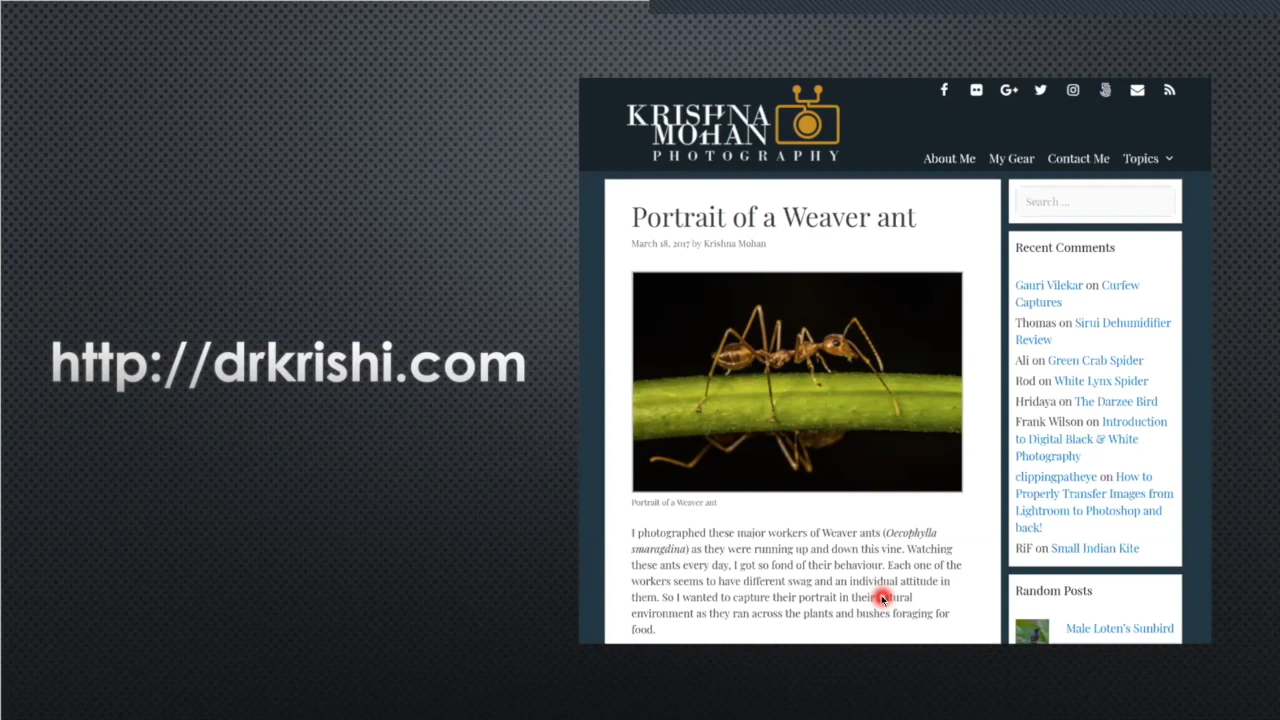 http://drkrishi.com
KRISHNA
MOHAN
PHOTOGRAPHY
About Me My Gear Contact Me Topics
Portrait of a Weaver ant
March 18, 2017 by Krishna Mohan
Portrait of a Weaver ant
I photographed these major workers of Weaver ants (Oecophylla
smaragdina) as they were running up and down this vine. Watching
these ants every day, I got so fond of their behaviour. Each one of the
workers seems to have different swag and an individual attitude in
them. So I wanted to capture their portrait in their
environment as they ran across the plants and bushes foraging for
food.
Search ...
Recent Comments
Gauri Vilekar on Curfew
Captures
Thomas on Sirui Dehumidifier
Review
Ali on Green Crab Spider
Rod on White Lynx Spider
Hridaya on The Darzee Bird
Frank Wilson on Introduction
to Digital Black & White
Photography
clippingpatheye on How to
Properly Transfer Images from
Lightroom to Photoshop and
back!
RiF on Small Indian Kite
Random Posts
Male Loten's Sunbird